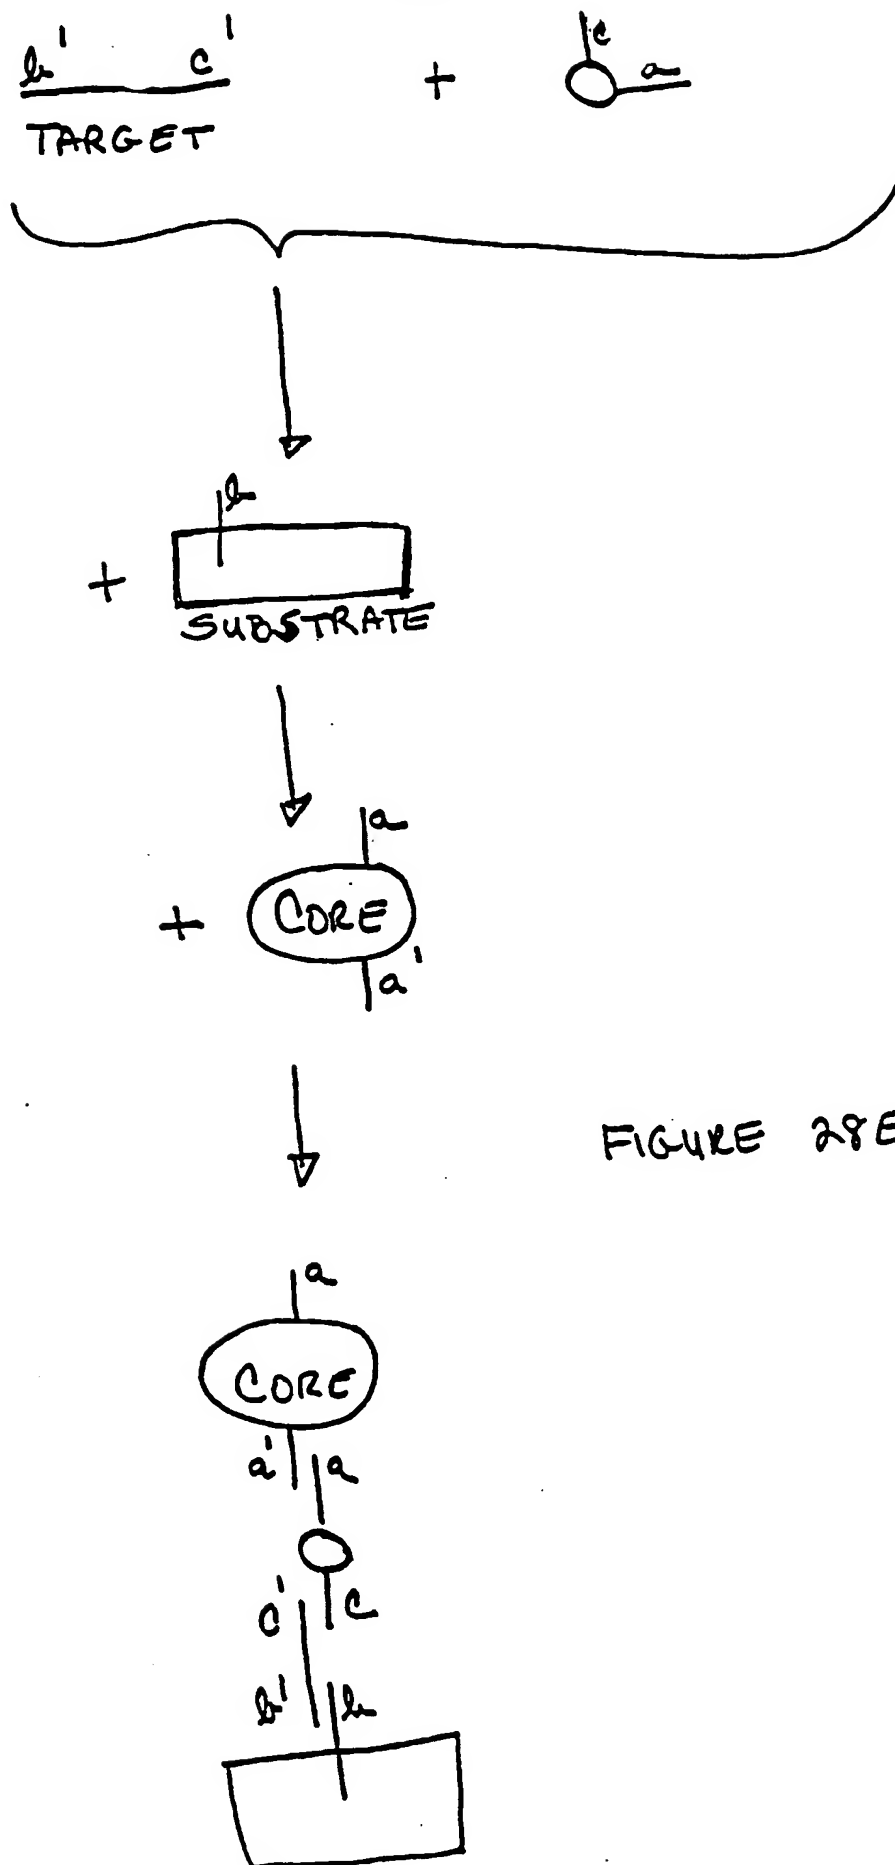 b' c' + c a
TARGET
b
+
SUBSTRATE
a
+ CORE
a'
FIGURE 28E
a
CORE
a' a
c' c
b' b